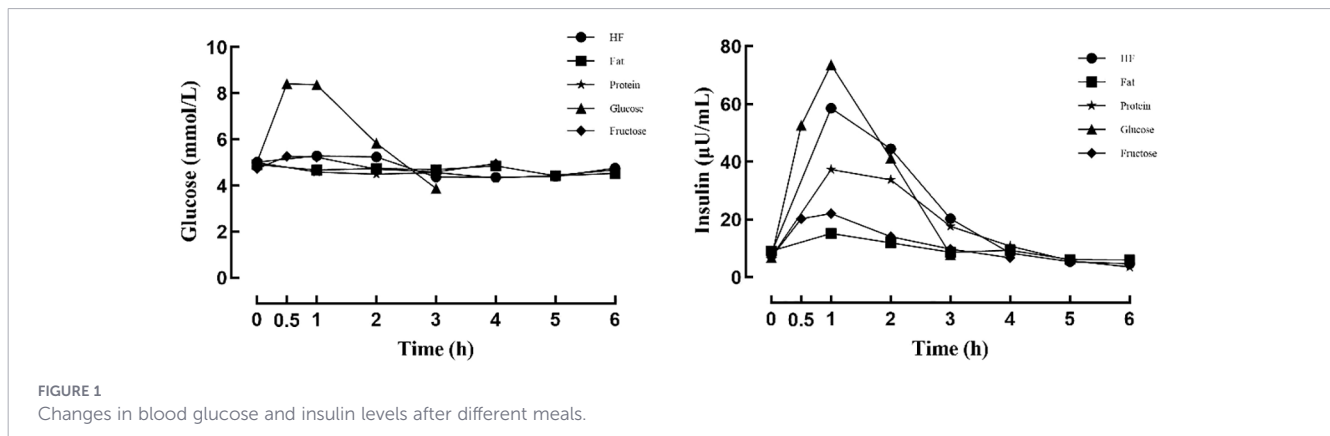 HF
Fat
Protein
Glucose
Fructose
10
8
6
4
2
0
Glucose (mmol/L)
0 0.5 1 2 3 4 5 6
Time (h)
HF
Fat
Protein
Glucose
Fructose
80
60
40
20
0
Insulin (µU/mL)
0 0.5 1 2 3 4 5 6
Time (h)
FIGURE 1
Changes in blood glucose and insulin levels after different meals.